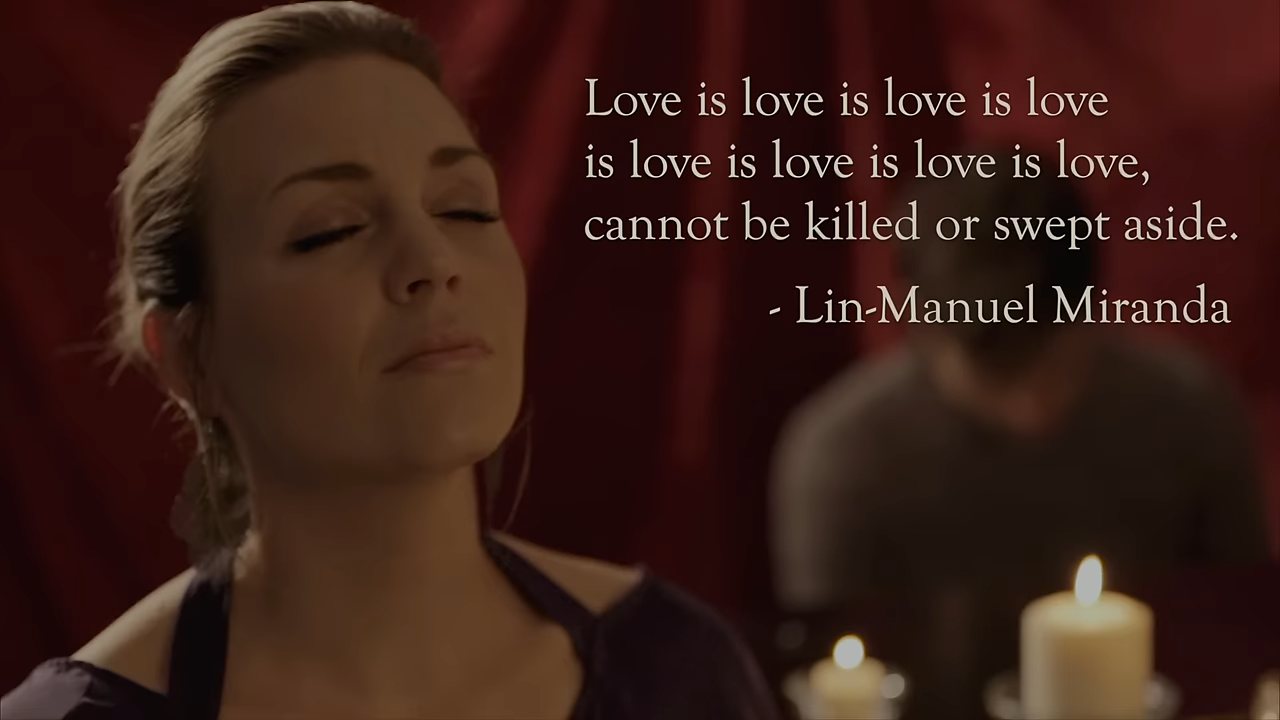 Love is love is love is love
is love is love is love is love,
cannot be killed or swept aside.
- Lin-Manuel Miranda